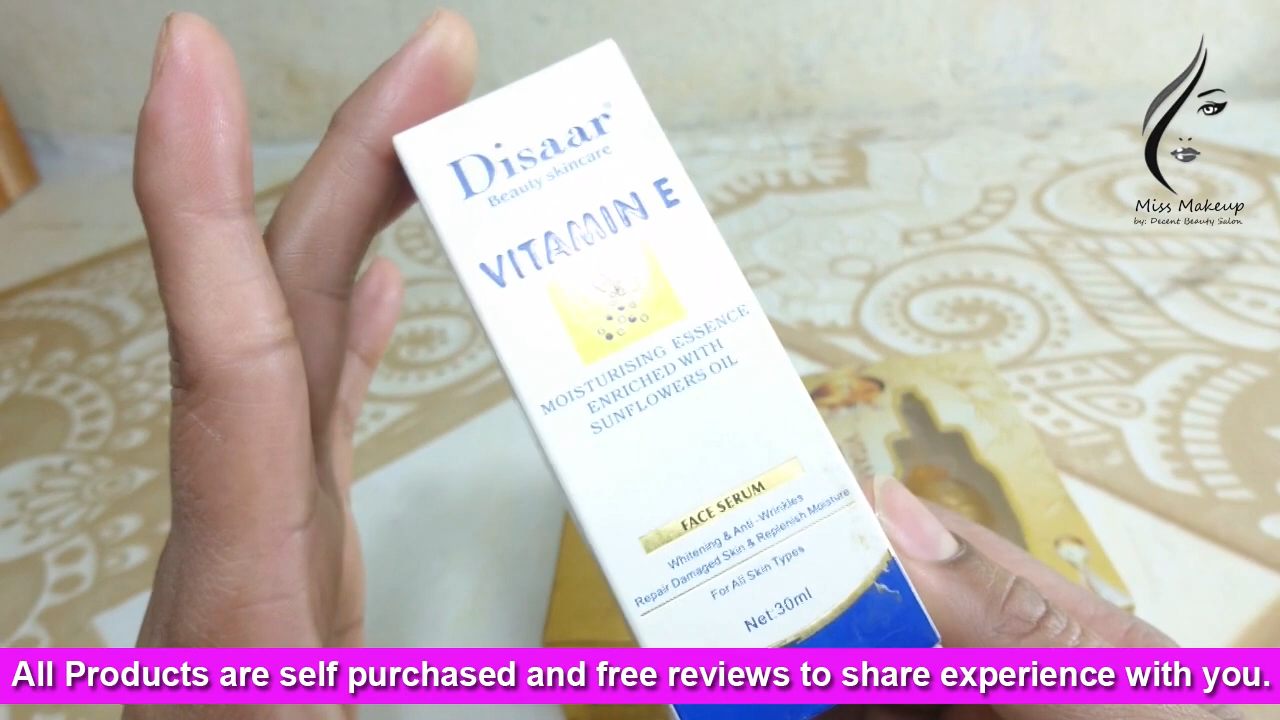 Disaar®
Beauty skincare
VITAMIN E
MOISTURISING ESSENCE
ENRICHED WITH
SUNFLOWERS OIL
FACE SERUM
Whitening & Anti-Wrinkles
Repair Damaged Skin & Replenish Moisture
For All Skin Types
Net:30ml
Miss Makeup
by: Decent Beauty Salon
All Products are self purchased and free reviews to share experience with you.